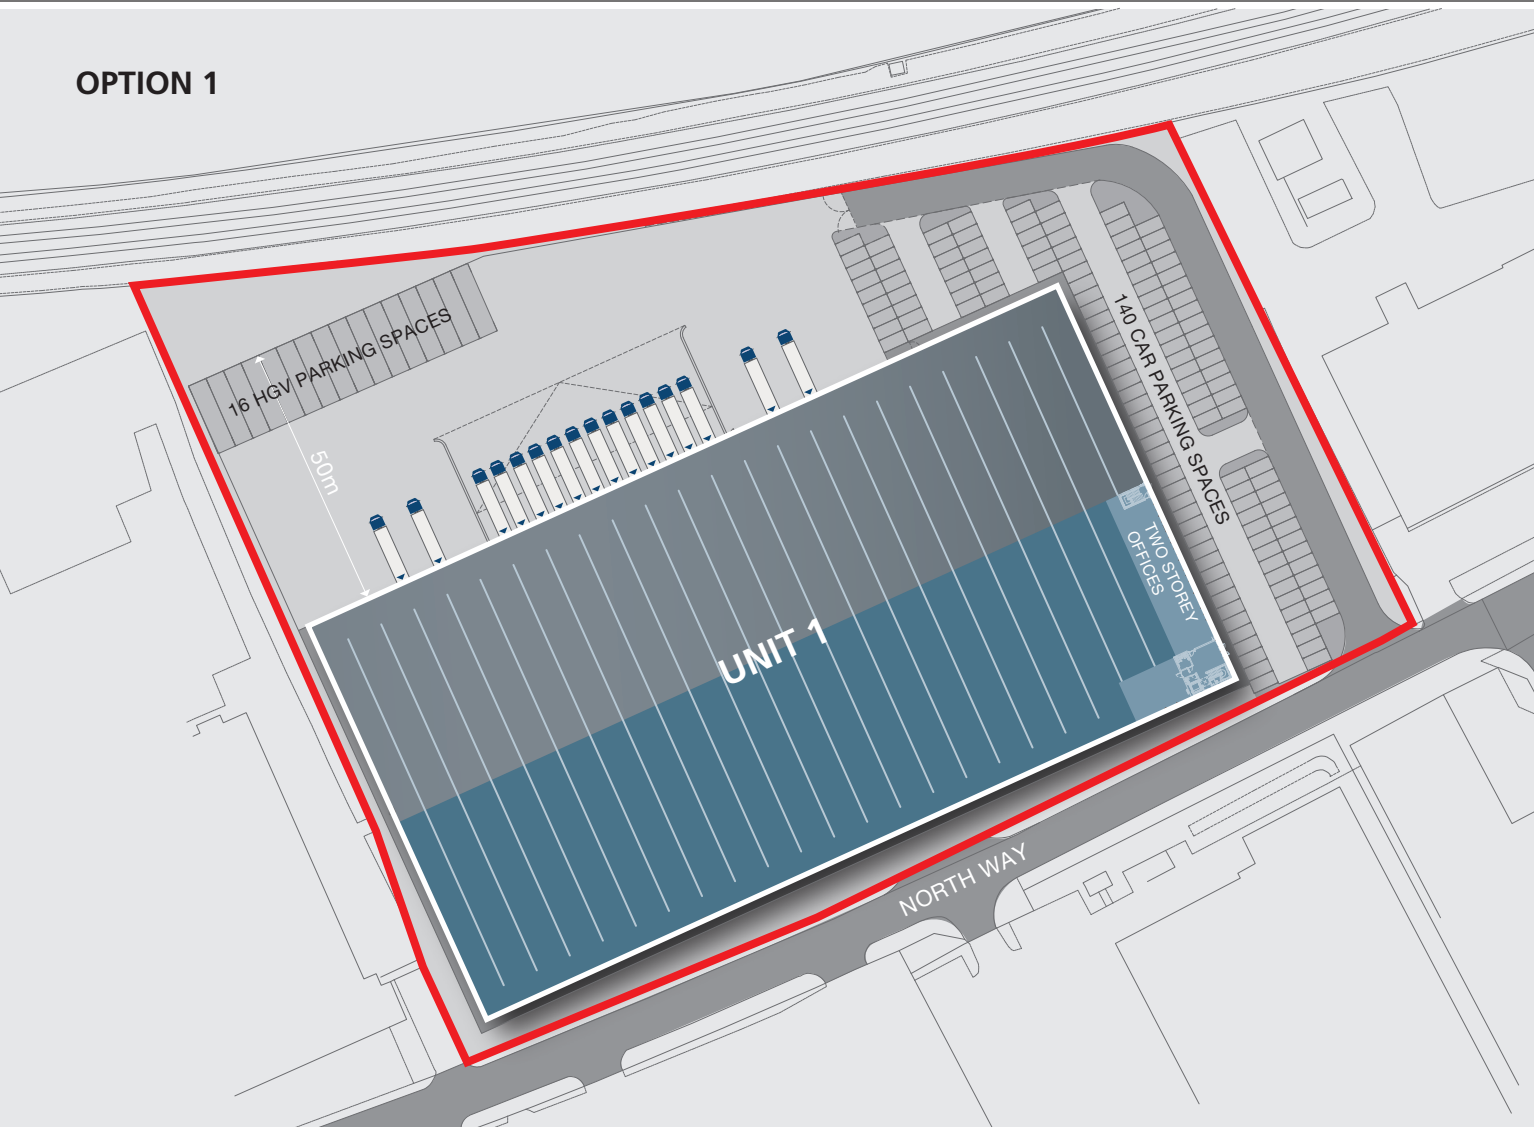 OPTION 1
16 HGV PARKING SPACES
50m
140 CAR PARKING SPACES
TWO STOREY
OFFICES
UNIT 1
NORTH WAY